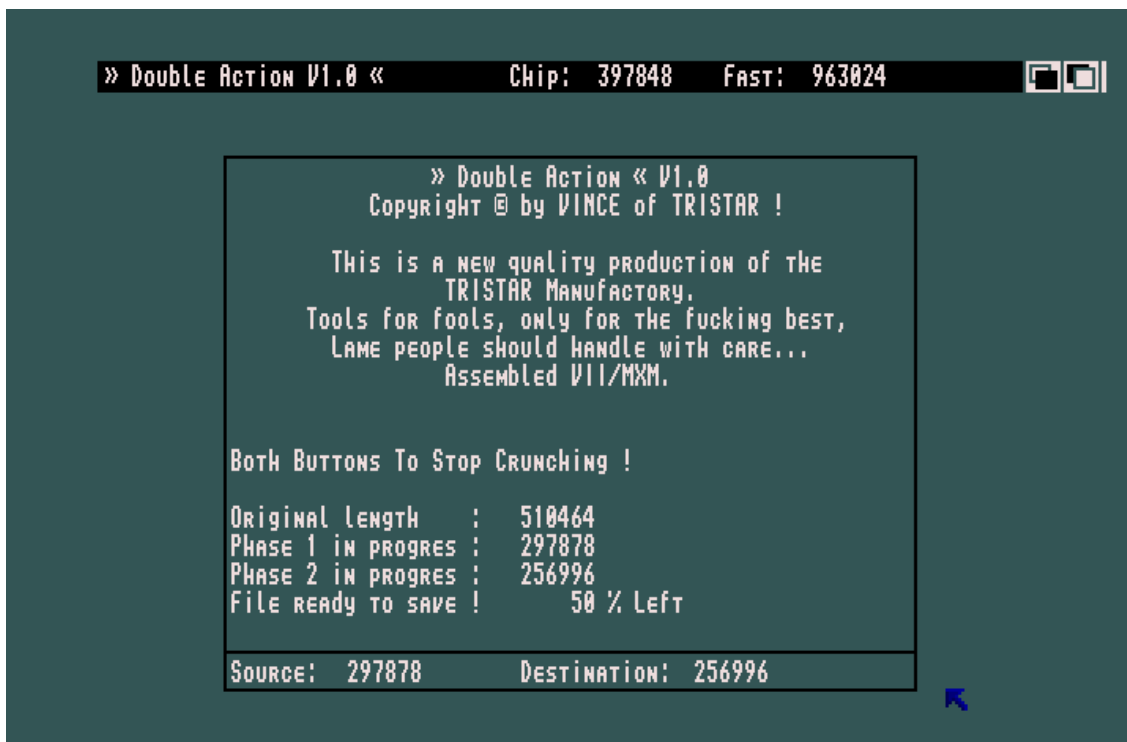 » Double Action V1.0 « Chip: 397848 Fast: 963024
» Double Action « V1.0
Copyright © by VINCE of TRISTAR !
This is a new quality production of the
TRISTAR Manufactory.
Tools for fools, only for the fucking best,
Lame people should handle with care...
Assembled VII/MXM.
Both Buttons To Stop Crunching !
Original length : 510464
Phase 1 in progres : 297878
Phase 2 in progres : 256996
File ready to save ! 50 % Left
Source: 297878 Destination: 256996